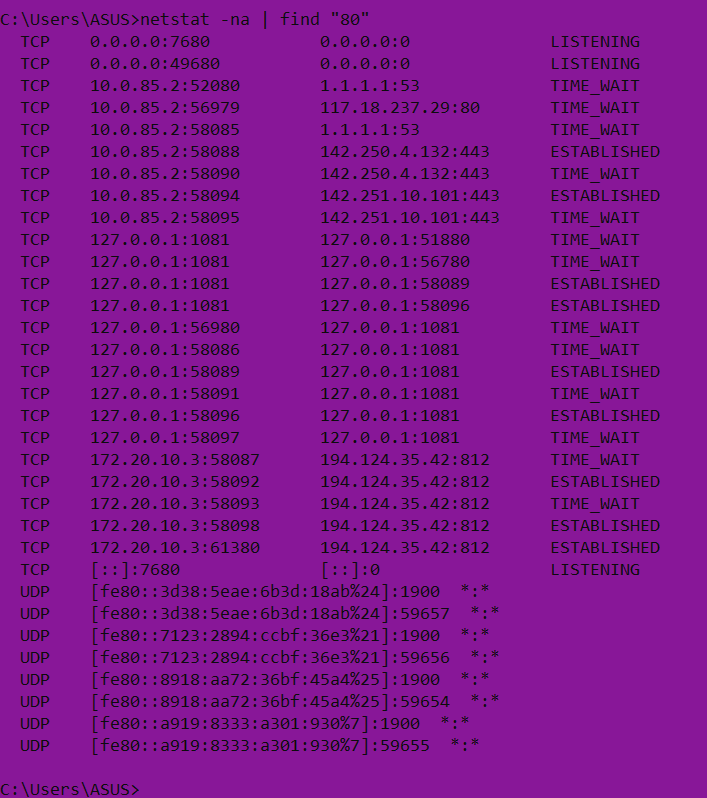 C:\Users\ASUS>netstat -na | find "80"
TCP 0.0.0.0:7680 0.0.0.0:0 LISTENING
TCP 0.0.0.0:49680 0.0.0.0:0 LISTENING
TCP 10.0.85.2:52080 1.1.1.1:53 TIME_WAIT
TCP 10.0.85.2:56979 117.18.237.29:80 TIME_WAIT
TCP 10.0.85.2:58085 1.1.1.1:53 TIME_WAIT
TCP 10.0.85.2:58088 142.250.4.132:443 ESTABLISHED
TCP 10.0.85.2:58090 142.250.4.132:443 TIME_WAIT
TCP 10.0.85.2:58094 142.251.10.101:443 ESTABLISHED
TCP 10.0.85.2:58095 142.251.10.101:443 TIME_WAIT
TCP 127.0.0.1:1081 127.0.0.1:51880 TIME_WAIT
TCP 127.0.0.1:1081 127.0.0.1:56780 TIME_WAIT
TCP 127.0.0.1:1081 127.0.0.1:58089 ESTABLISHED
TCP 127.0.0.1:1081 127.0.0.1:58096 ESTABLISHED
TCP 127.0.0.1:56980 127.0.0.1:1081 TIME_WAIT
TCP 127.0.0.1:58086 127.0.0.1:1081 TIME_WAIT
TCP 127.0.0.1:58089 127.0.0.1:1081 ESTABLISHED
TCP 127.0.0.1:58091 127.0.0.1:1081 TIME_WAIT
TCP 127.0.0.1:58096 127.0.0.1:1081 ESTABLISHED
TCP 127.0.0.1:58097 127.0.0.1:1081 TIME_WAIT
TCP 172.20.10.3:58087 194.124.35.42:812 TIME_WAIT
TCP 172.20.10.3:58092 194.124.35.42:812 ESTABLISHED
TCP 172.20.10.3:58093 194.124.35.42:812 TIME_WAIT
TCP 172.20.10.3:58098 194.124.35.42:812 ESTABLISHED
TCP 172.20.10.3:61380 194.124.35.42:812 ESTABLISHED
TCP [::]:7680 [::]:0 LISTENING
UDP [fe80::3d38:5eae:6b3d:18ab%24]:1900 *:*
UDP [fe80::3d38:5eae:6b3d:18ab%24]:59657 *:*
UDP [fe80::7123:2894:ccbf:36e3%21]:1900 *:*
UDP [fe80::7123:2894:ccbf:36e3%21]:59656 *:*
UDP [fe80::8918:aa72:36bf:45a4%25]:1900 *:*
UDP [fe80::8918:aa72:36bf:45a4%25]:59654 *:*
UDP [fe80::a919:8333:a301:930%7]:1900 *:*
UDP [fe80::a919:8333:a301:930%7]:59655 *:*
C:\Users\ASUS>